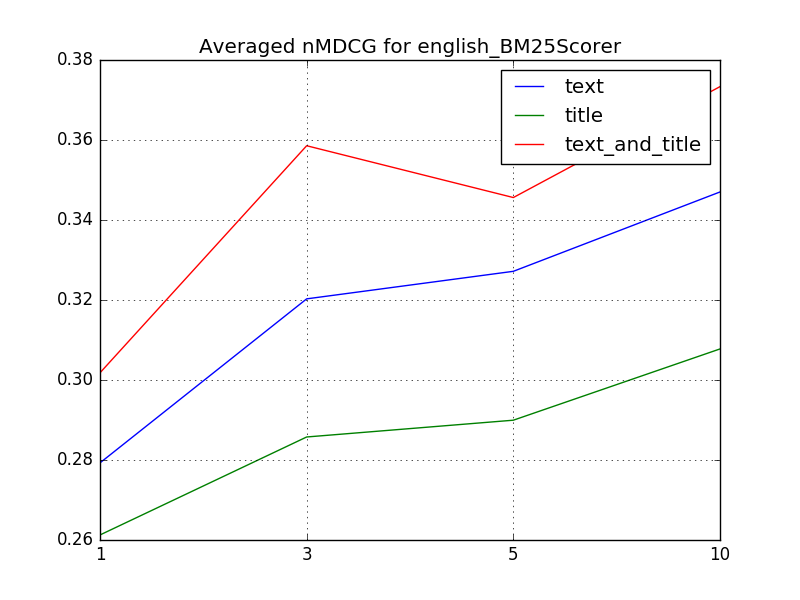 Averaged nMDCG for english_BM25Scorer
0.38
0.36
0.34
0.32
0.30
0.28
0.26
text
title
text_and_title
1 3 5 10